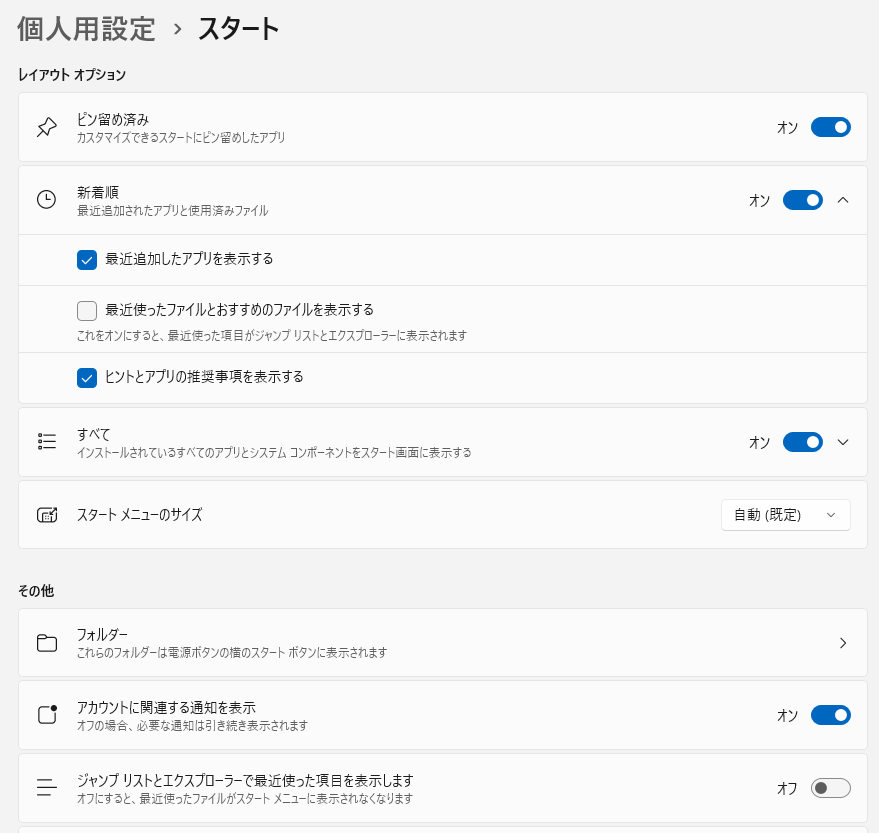 個人用設定 › スタート
レイアウト オプション
ピン留め済み
カスタマイズできるスタートにピン留めしたアプリ
オン
新着順
最近追加されたアプリと使用済みファイル
オン
最近追加したアプリを表示する
最近使ったファイルとおすすめのファイルを表示する
これをオンにすると、最近使った項目がジャンプ リストとエクスプローラーに表示されます
ヒントとアプリの推奨事項を表示する
すべて
インストールされているすべてのアプリとシステム コンポーネントをスタート画面に表示する
オン
スタート メニューのサイズ
自動 (既定)
その他
フォルダー
これらのフォルダーは電源ボタンの横のスタート ボタンに表示されます
アカウントに関連する通知を表示
オフの場合、必要な通知は引き続き表示されます
オン
ジャンプ リストとエクスプローラーで最近使った項目を表示します
オフにすると、最近使ったファイルがスタート メニューに表示されなくなります
オフ